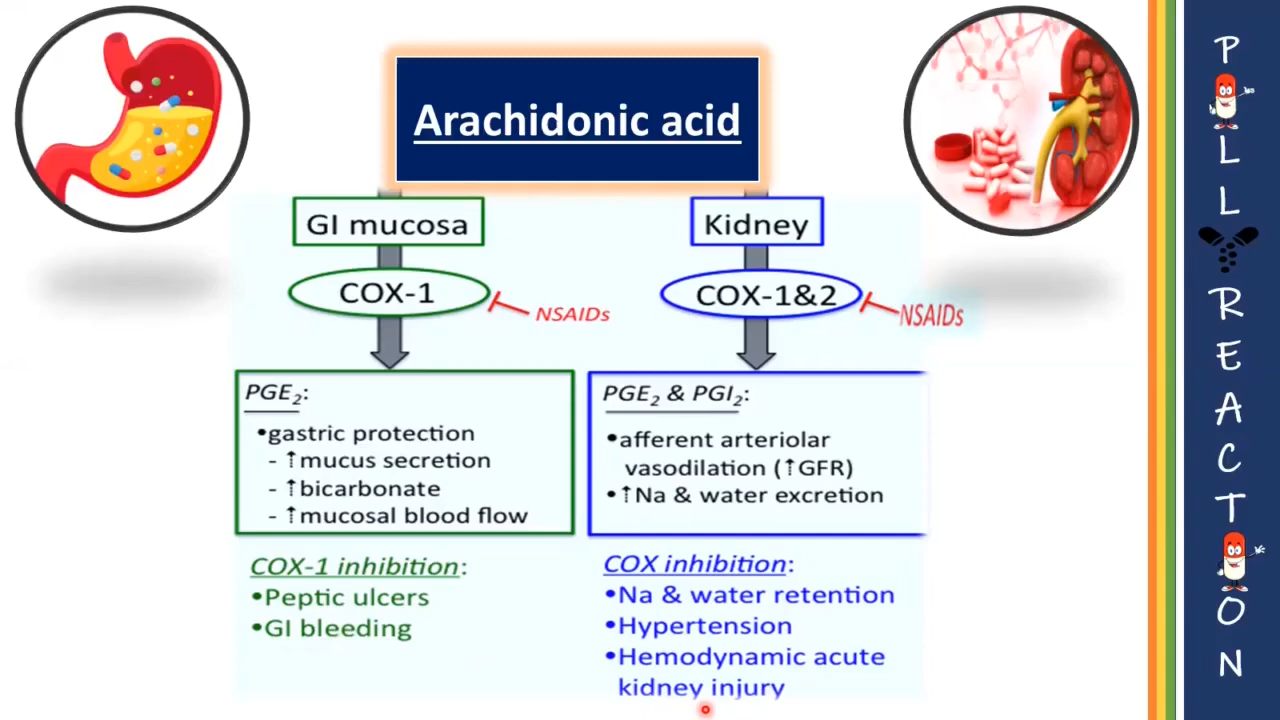 Arachidonic acid
GI mucosa
COX-1
NSAIDs
PGE₂:
•gastric protection
- ↑mucus secretion
- ↑bicarbonate
- ↑mucosal blood flow
COX-1 inhibition:
•Peptic ulcers
•GI bleeding
Kidney
COX-1&2
NSAIDs
PGE₂ & PGI₂:
•afferent arteriolar
vasodilation (↑GFR)
•↑Na & water excretion
COX inhibition:
•Na & water retention
•Hypertension
•Hemodynamic acute
kidney injury
PILL REACTION